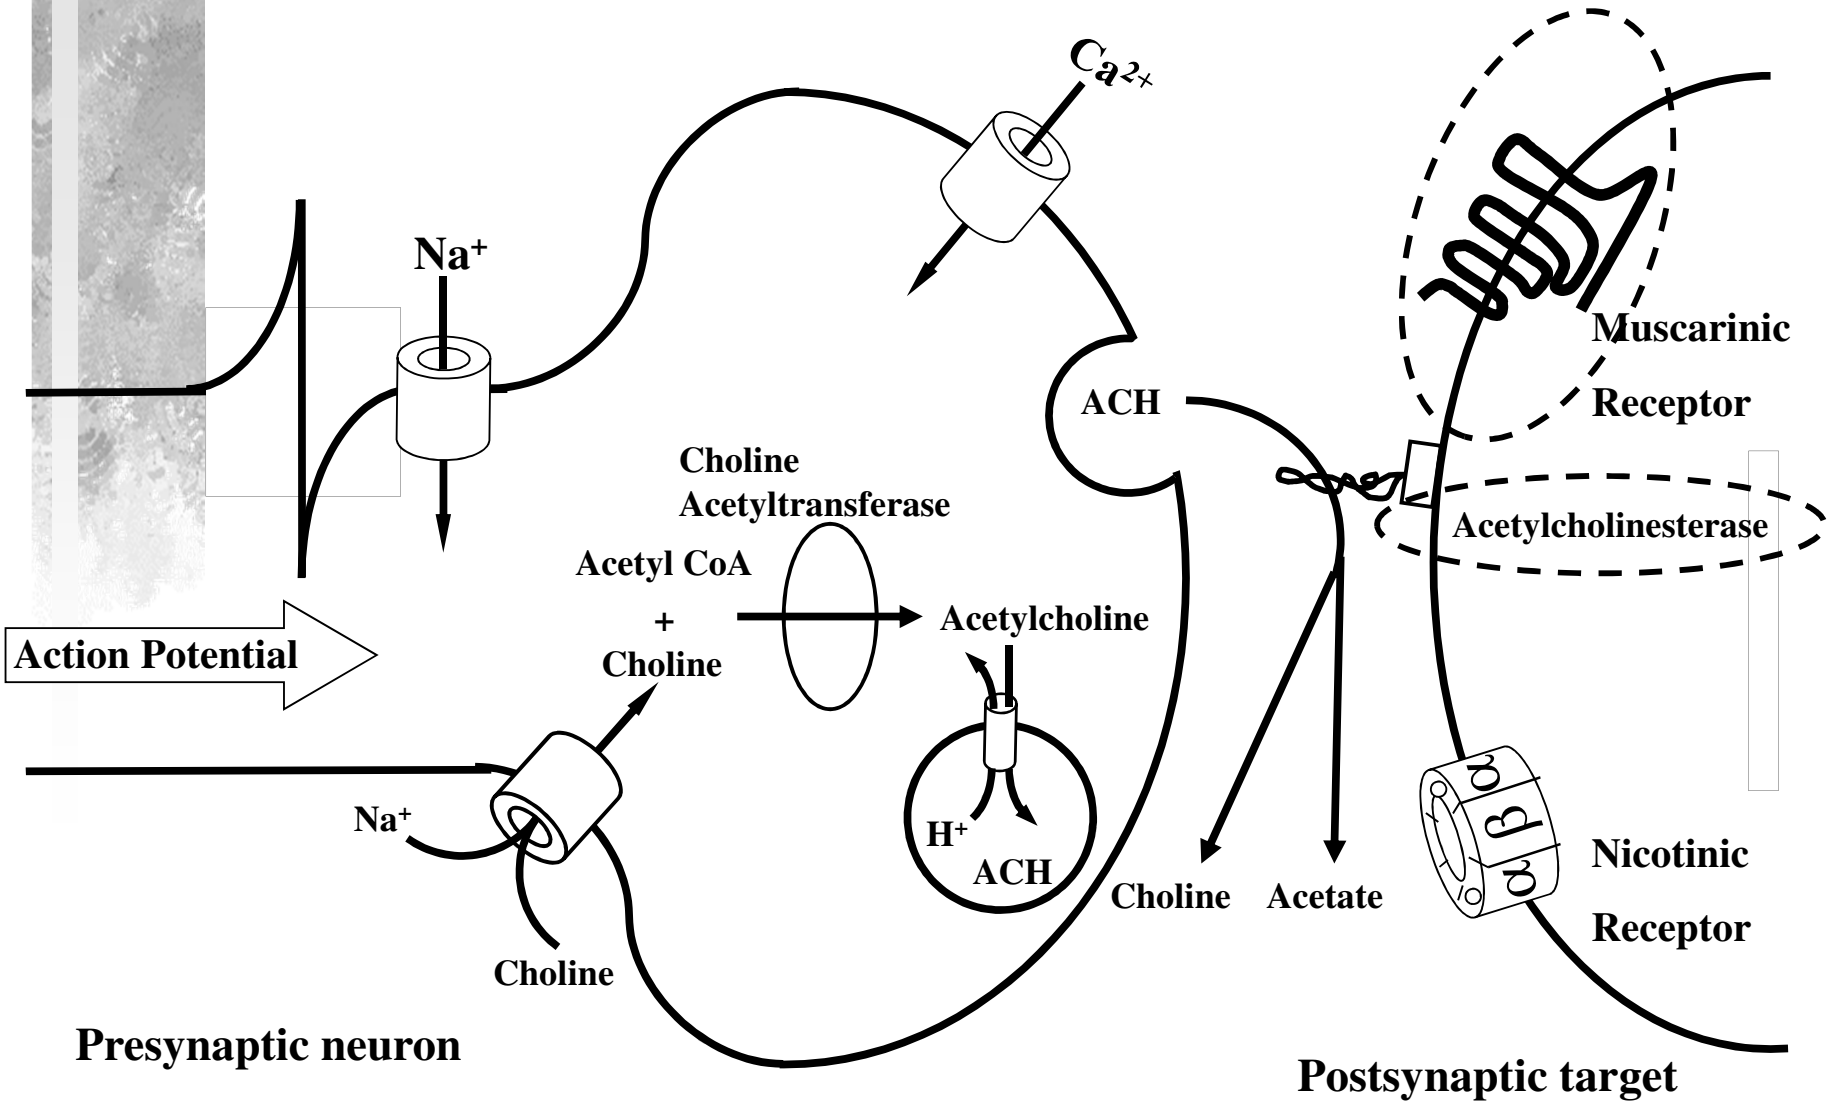 Ca²⁺
Na⁺
Muscarinic
Receptor
ACH
Choline
Acetyltransferase
Acetylcholinesterase
Acetyl CoA
+
Choline
Acetylcholine
Action Potential
Na⁺
H⁺
ACH
α
β
α
Choline
Acetate
Nicotinic
Receptor
Choline
Presynaptic neuron
Postsynaptic target